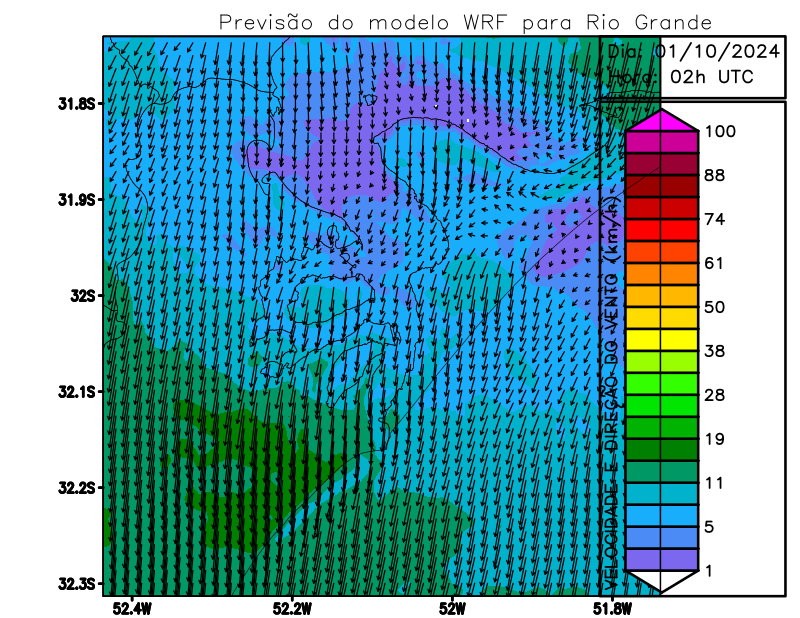 Previsão do modelo WRF para Rio Grande
Dia: 01/10/2024
Hora: 02h UTC
31.8S
31.9S
32S
32.1S
32.2S
32.3S
52.4W
52.2W
52W
51.8W
VELOCIDADE E DIREÇÃO DO VENTO (km/h)
100
88
74
61
50
38
28
19
11
5
1